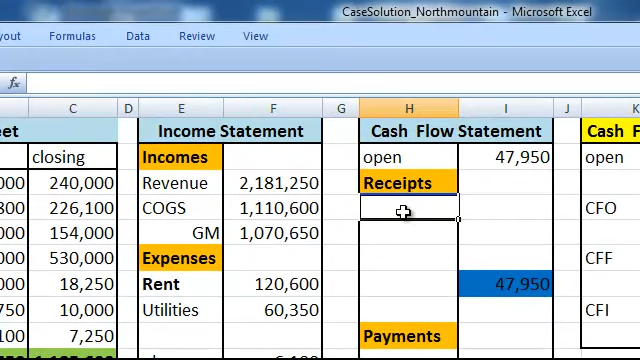 CaseSolution_Northmountain - Microsoft Excel
yout Formulas Data Review View
fx
C D E F G H I J K
eet Income Statement Cash Flow Statement Cash F
closing Incomes open 47,950 open
000 240,000 Revenue 2,181,250 Receipts
800 226,100 COGS 1,110,600 CFO
000 154,000 GM 1,070,650
000 530,000 Expenses CFF
000 18,250 Rent 120,600 47,950 CFI
750 10,000 Utilities 60,350
100 7,250 Payments